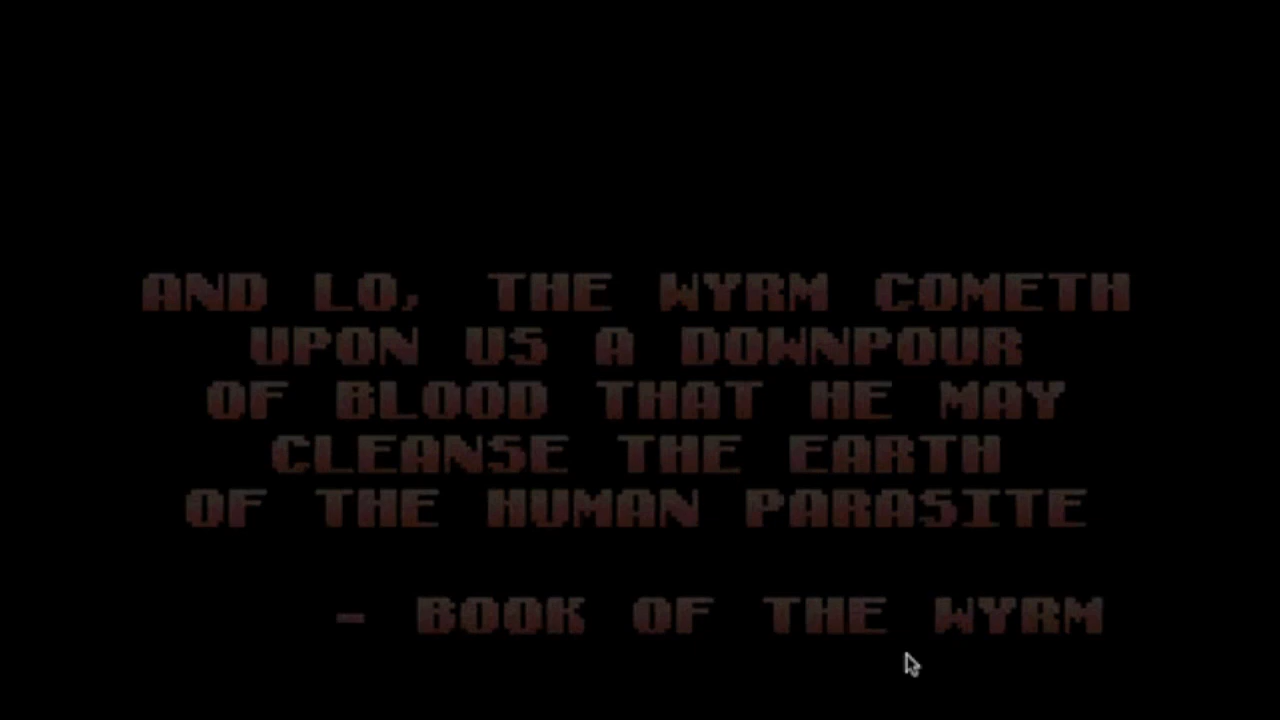 AND LO, THE WYRM COMETH
UPON US A DOWNPOUR
OF BLOOD THAT HE MAY
CLEANSE THE EARTH
OF THE HUMAN PARASITE
- BOOK OF THE WYRM